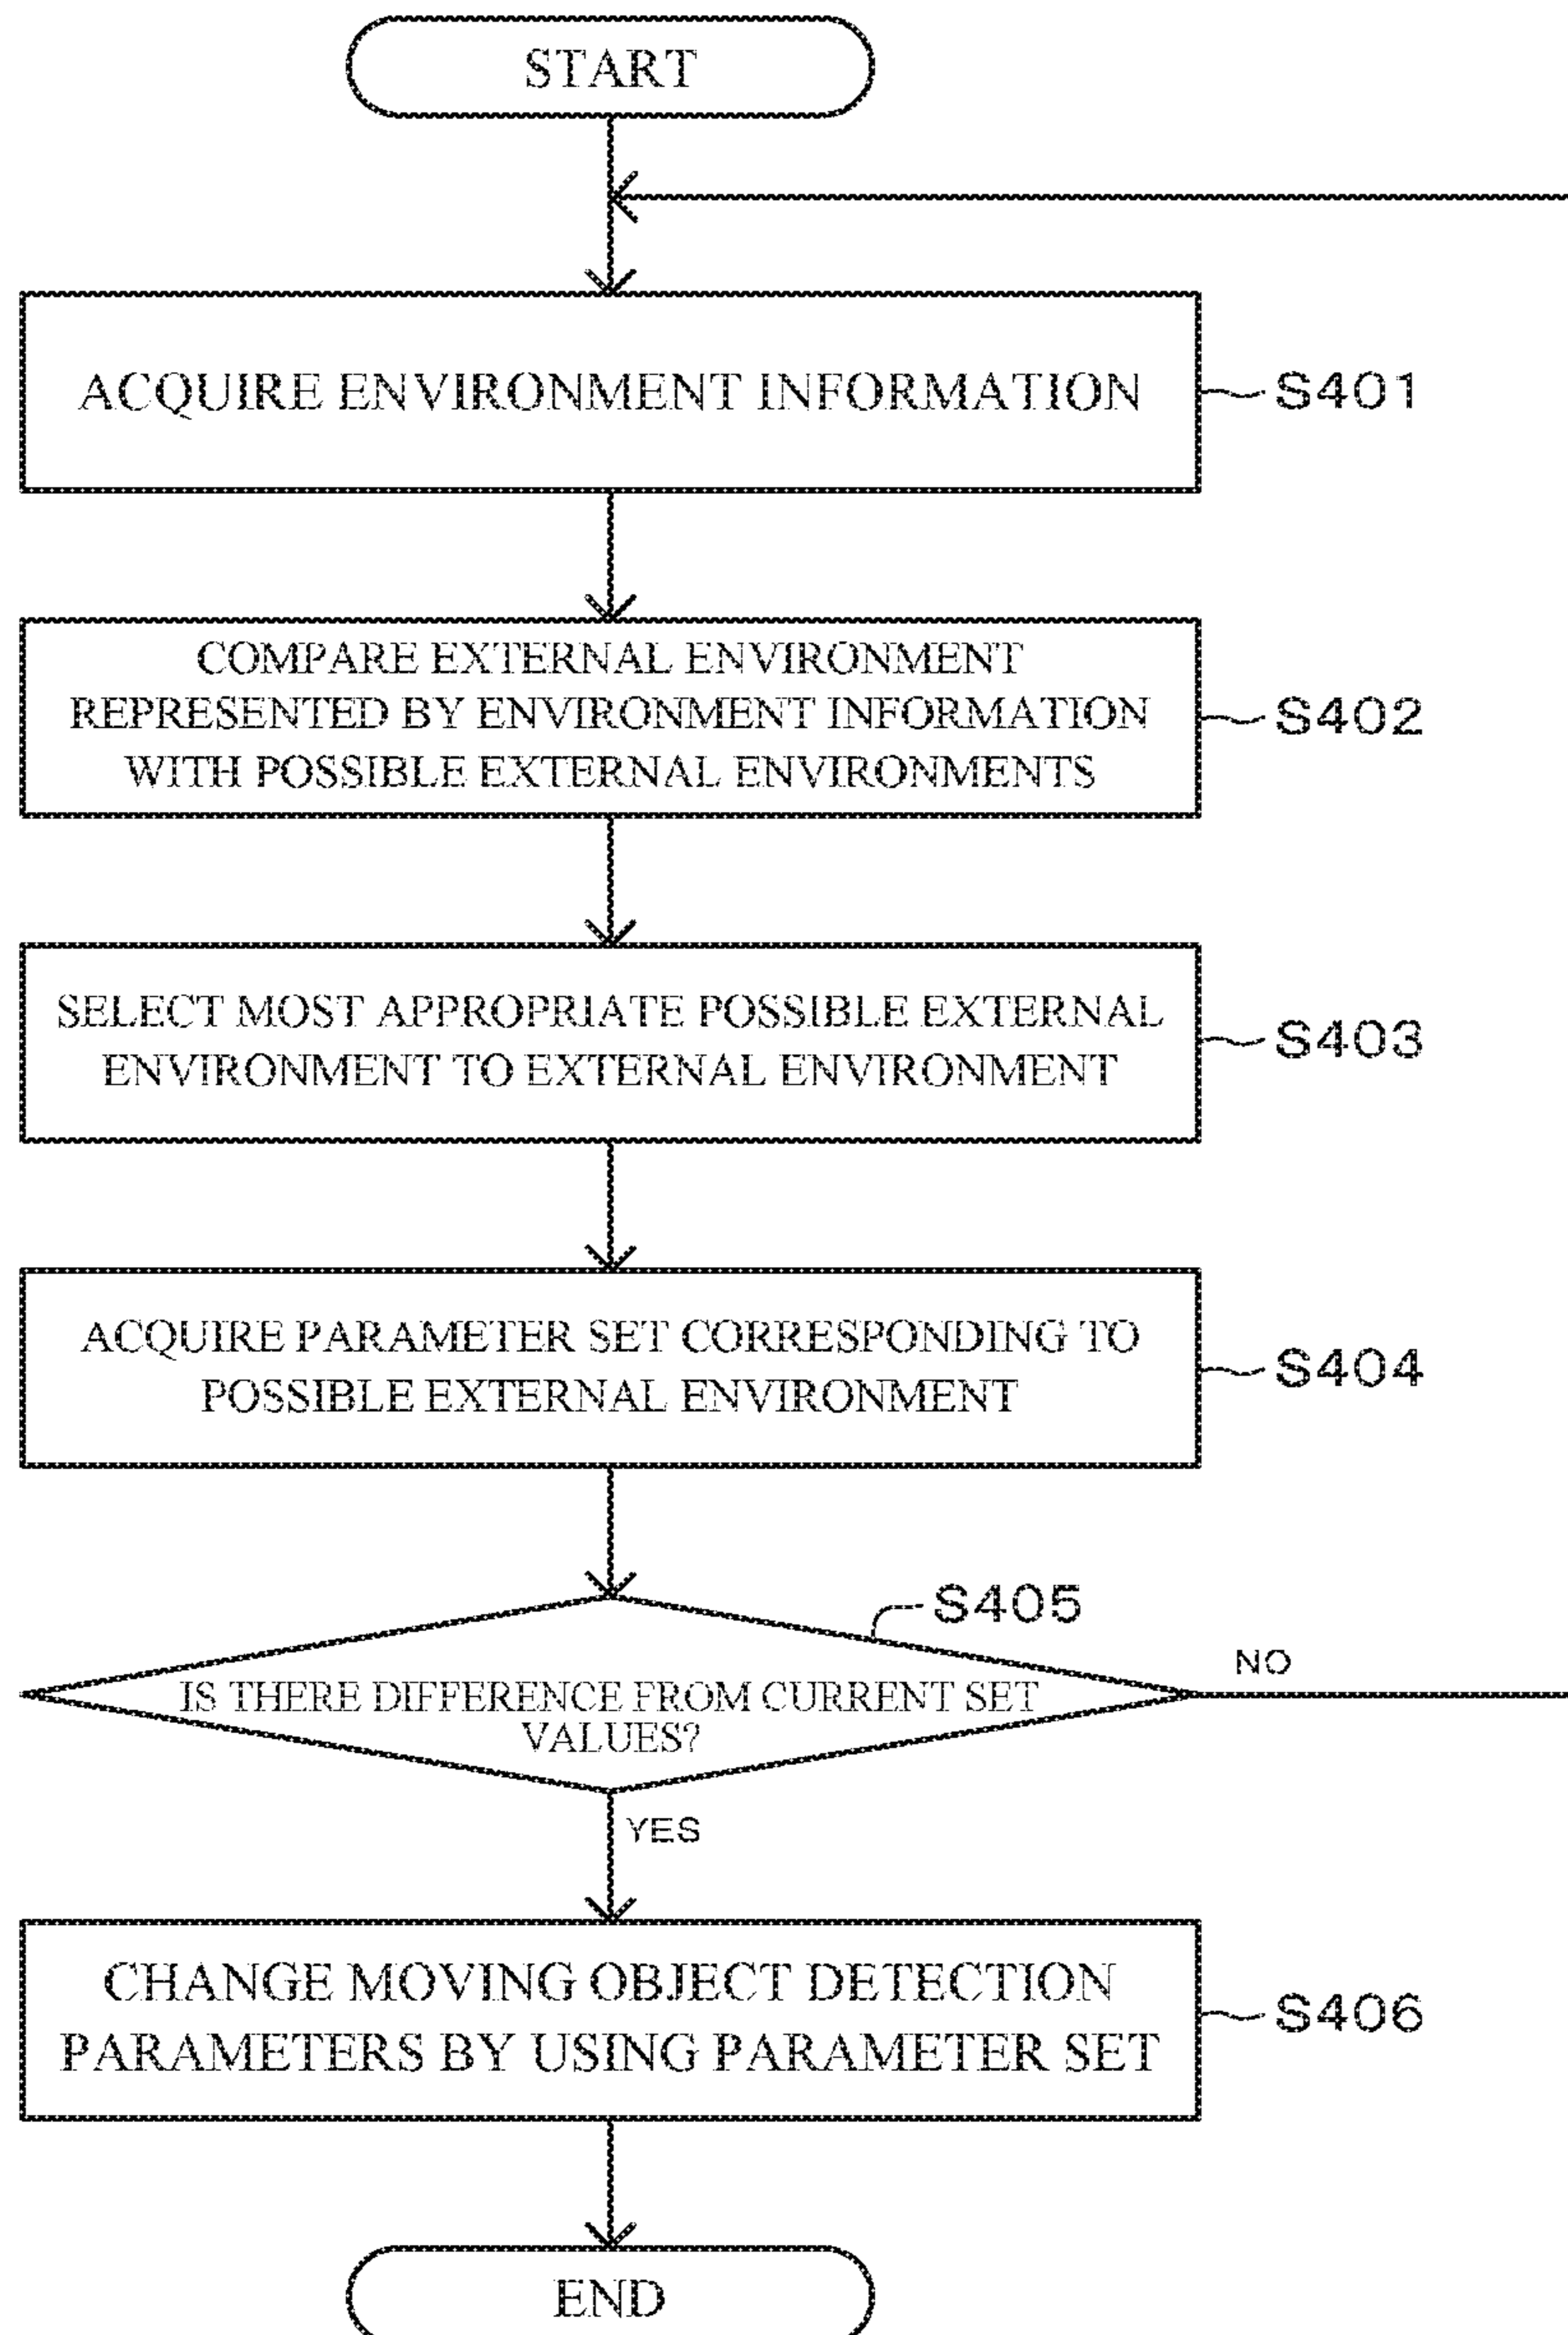 START
ACQUIRE ENVIRONMENT INFORMATION
S401
COMPARE EXTERNAL ENVIRONMENT
REPRESENTED BY ENVIRONMENT INFORMATION
WITH POSSIBLE EXTERNAL ENVIRONMENTS
S402
SELECT MOST APPROPRIATE POSSIBLE EXTERNAL
ENVIRONMENT TO EXTERNAL ENVIRONMENT
S403
ACQUIRE PARAMETER SET CORRESPONDING TO
POSSIBLE EXTERNAL ENVIRONMENT
S404
S405
IS THERE DIFFERENCE FROM CURRENT SET
VALUES?
NO
YES
CHANGE MOVING OBJECT DETECTION
PARAMETERS BY USING PARAMETER SET
S406
END